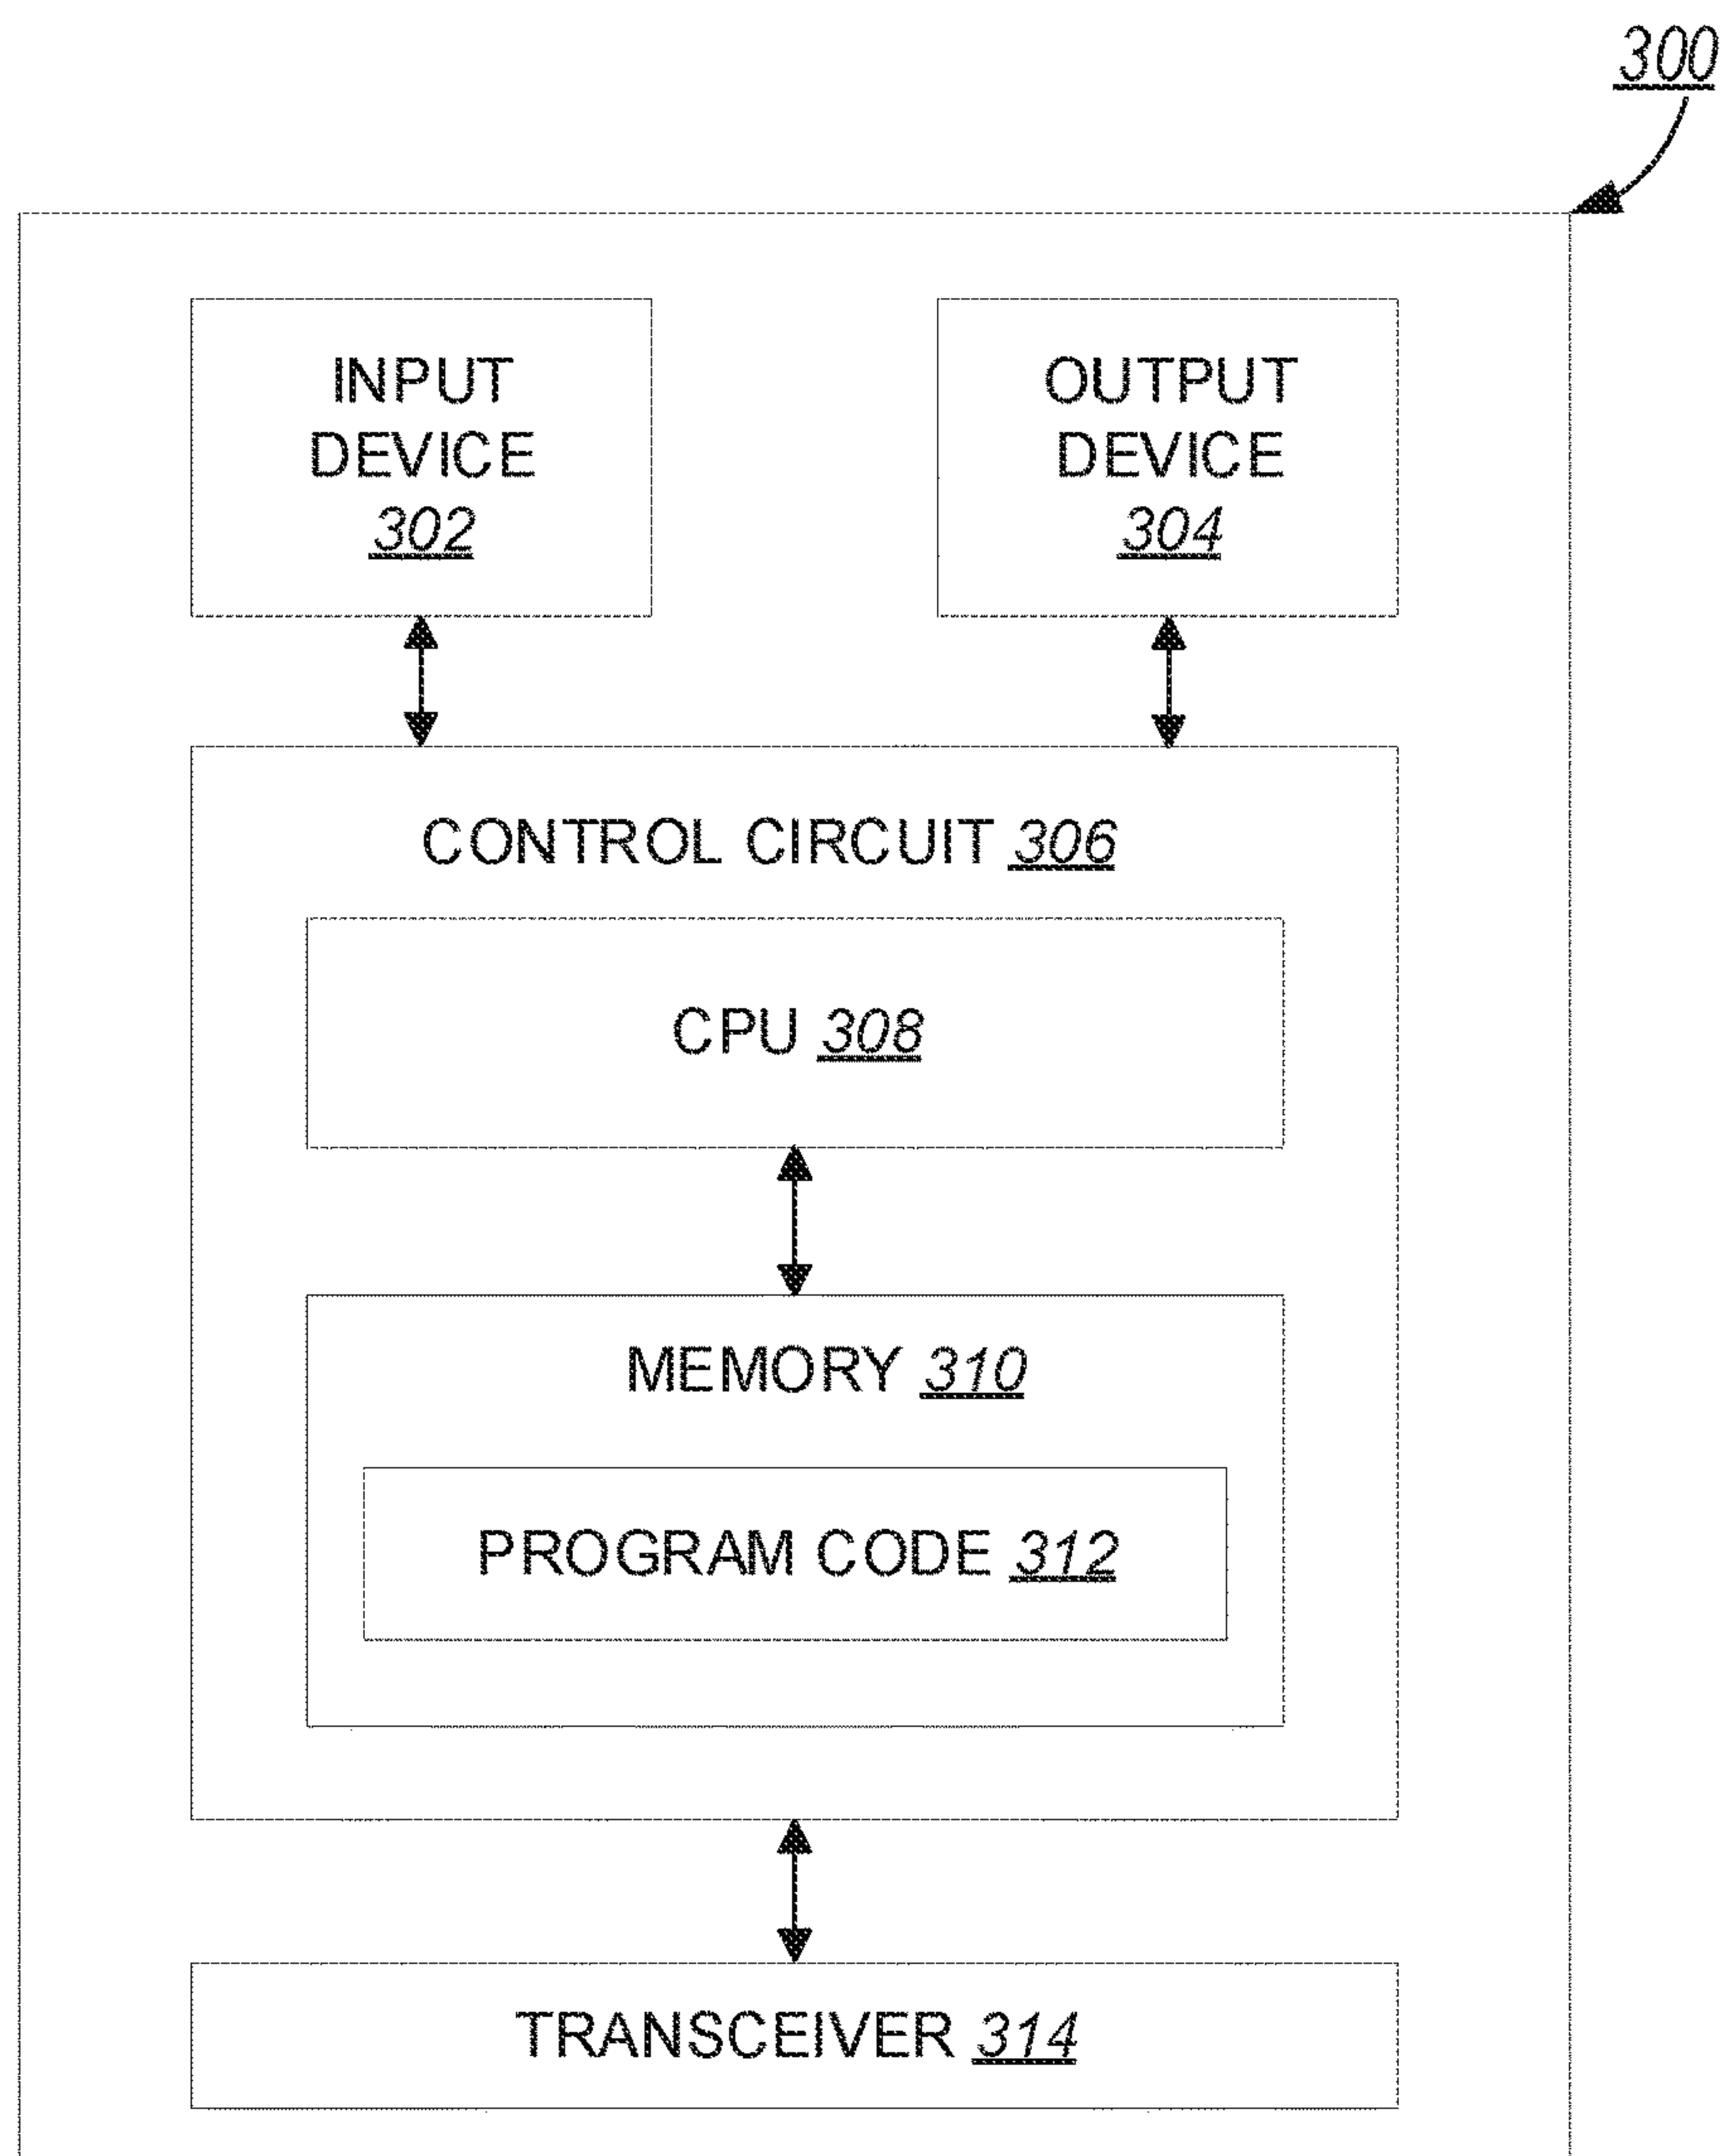 300
INPUT
DEVICE
302
OUTPUT
DEVICE
304
CONTROL CIRCUIT 306
CPU 308
MEMORY 310
PROGRAM CODE 312
TRANSCEIVER 314